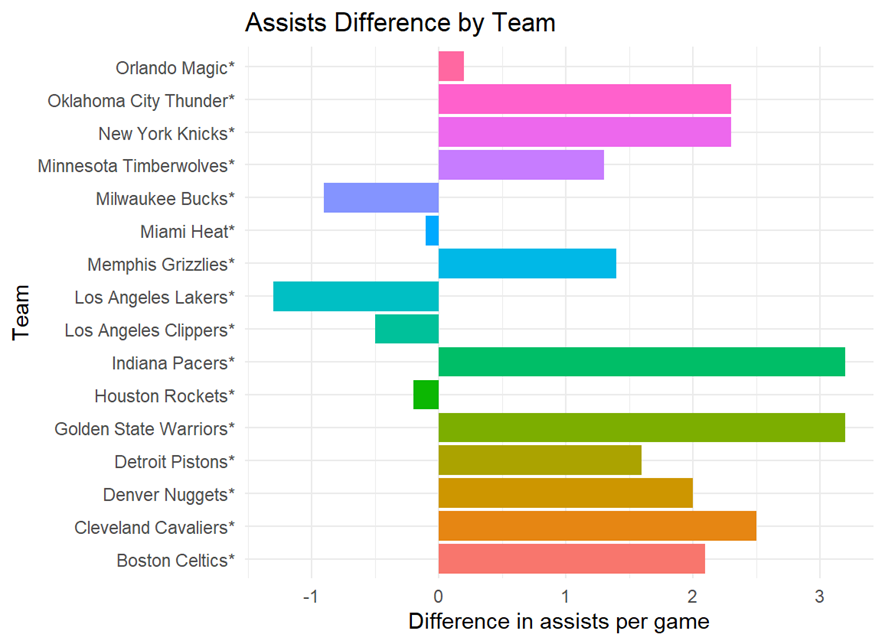 Assists Difference by Team
Orlando Magic*
Oklahoma City Thunder*
New York Knicks*
Minnesota Timberwolves*
Milwaukee Bucks*
Miami Heat*
Memphis Grizzlies*
Los Angeles Lakers*
Los Angeles Clippers*
Indiana Pacers*
Houston Rockets*
Golden State Warriors*
Detroit Pistons*
Denver Nuggets*
Cleveland Cavaliers*
Boston Celtics*
Team
-1 0 1 2 3
Difference in assists per game